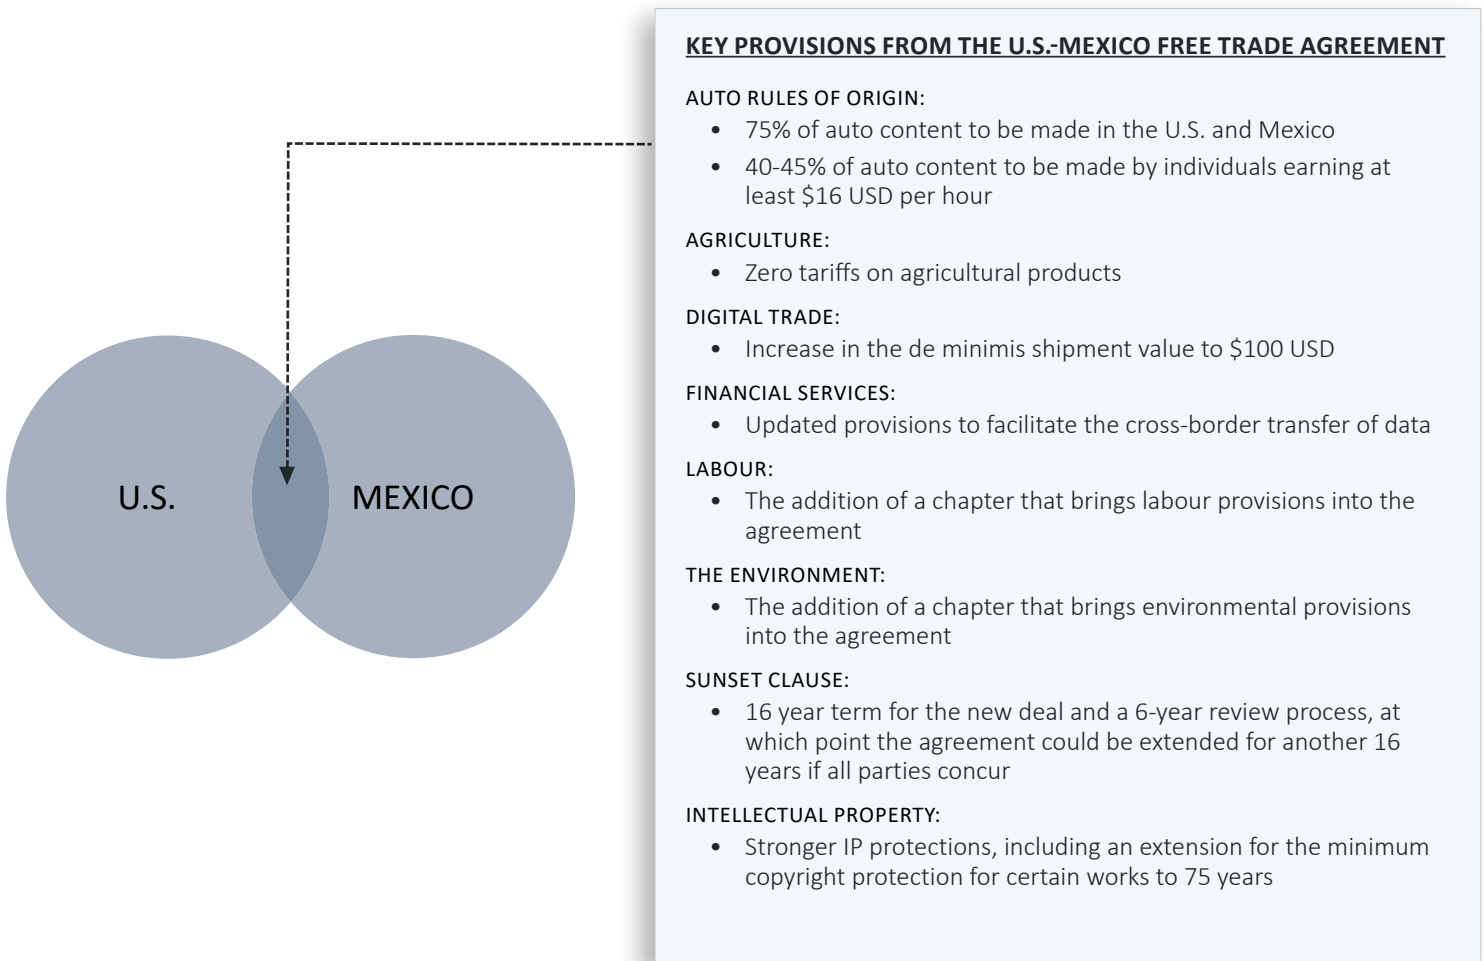 KEY PROVISIONS FROM THE U.S.-MEXICO FREE TRADE AGREEMENT
AUTO RULES OF ORIGIN:
• 75% of auto content to be made in the U.S. and Mexico
• 40-45% of auto content to be made by individuals earning at
least $16 USD per hour
AGRICULTURE:
• Zero tariffs on agricultural products
DIGITAL TRADE:
• Increase in the de minimis shipment value to $100 USD
FINANCIAL SERVICES:
• Updated provisions to facilitate the cross-border transfer of data
LABOUR:
• The addition of a chapter that brings labour provisions into the
agreement
THE ENVIRONMENT:
• The addition of a chapter that brings environmental provisions
into the agreement
SUNSET CLAUSE:
• 16 year term for the new deal and a 6-year review process, at
which point the agreement could be extended for another 16
years if all parties concur
INTELLECTUAL PROPERTY:
• Stronger IP protections, including an extension for the minimum
copyright protection for certain works to 75 years
U.S.
MEXICO